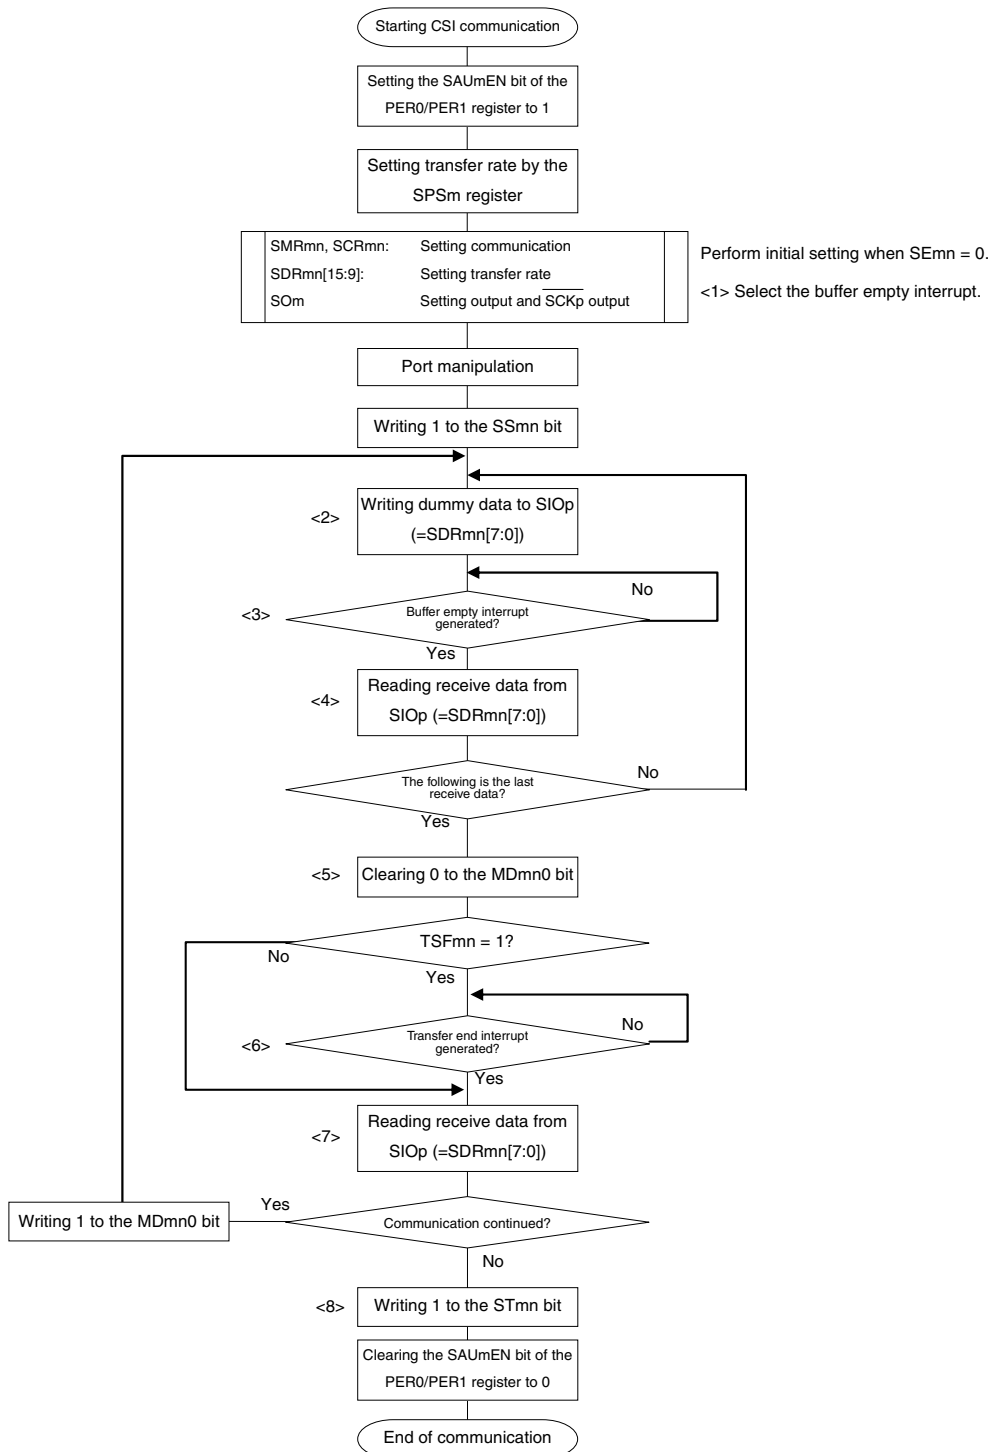 Starting CSI communication
Setting the SAUmEN bit of the
PER0/PER1 register to 1
Setting transfer rate by the
SPSm register
SMRmn, SCRmn: Setting communication
SDRmn[15:9]: Setting transfer rate
SOm Setting output and SCKp output
Perform initial setting when SEmn = 0.
<1> Select the buffer empty interrupt.
Port manipulation
Writing 1 to the SSmn bit
<2>
Writing dummy data to SIOp
(=SDRmn[7:0])
No
<3>
Buffer empty interrupt
generated?
Yes
<4>
Reading receive data from
SIOp (=SDRmn[7:0])
The following is the last
receive data?
No
Yes
<5>
Clearing 0 to the MDmn0 bit
TSFmn = 1?
No
Yes
<6>
Transfer end interrupt
generated?
No
Yes
<7>
Reading receive data from
SIOp (=SDRmn[7:0])
Writing 1 to the MDmn0 bit
Yes
Communication continued?
No
<8>
Writing 1 to the STmn bit
Clearing the SAUmEN bit of the
PER0/PER1 register to 0
End of communication